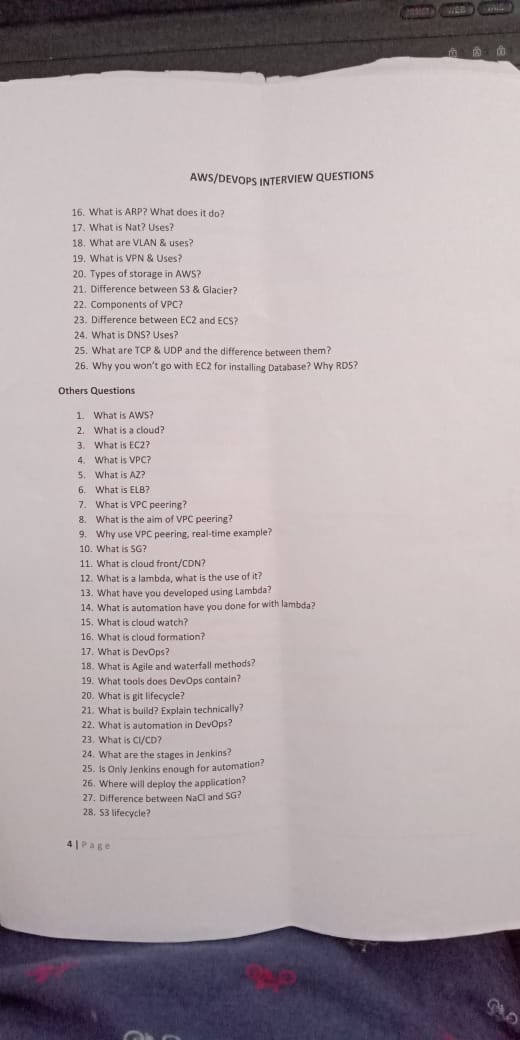 AWS/DEVOPS INTERVIEW QUESTIONS
16. What is ARP? What does it do?
17. What is Nat? Uses?
18. What are VLAN & uses?
19. What is VPN & Uses?
20. Types of storage in AWS?
21. Difference between S3 & Glacier?
22. Components of VPC?
23. Difference between EC2 and ECS?
24. What is DNS? Uses?
25. What are TCP & UDP and the difference between them?
26. Why you won't go with EC2 for installing Database? Why RDS?
Others Questions
1. What is AWS?
2. What is a cloud?
3. What is EC2?
4. What is VPC?
5. What is AZ?
6. What is ELB?
7. What is VPC peering?
8. What is the aim of VPC peering?
9. Why use VPC peering, real-time example?
10. What is SG?
11. What is cloud front/CDN?
12. What is a lambda, what is the use of it?
13. What have you developed using Lambda?
14. What is automation have you done for with lambda?
15. What is cloud watch?
16. What is cloud formation?
17. What is DevOps?
18. What is Agile and waterfall methods?
19. What tools does DevOps contain?
20. What is git lifecycle?
21. What is build? Explain technically?
22. What is automation in DevOps?
23. What is CI/CD?
24. What are the stages in Jenkins?
25. Is Only Jenkins enough for automation?
26. Where will deploy the application?
27. Difference between NaCl and SG?
28. S3 lifecycle?
4 | Page